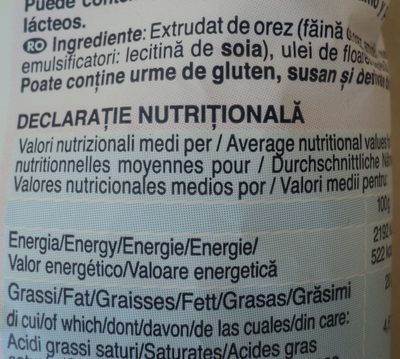 Puede conte
lácteos.
RO Ingrediente: Extrudat de orez (făină
emulsificatori: lecitină de soia), ulei de floa
Poate conține urme de gluten, susan și
DECLARAȚIE NUTRIȚIONALĂ
Valori nutrizionali medi per / Average nutritional values
nutritionnelles moyennes pour / Durchschnittliche Näh
Valores nutricionales medios por / Valori medii pentru:
100g
Energia/Energy/Energie/Energie/
Valor energético/Valoare energetică
2192
522 k
Grassi/Fat/Graisses/Fett/Grasas/Grăsimi
di cui/of which/dont/davon/de las cuales/din care:
Acidi grassi saturi/Saturates/Acides gras